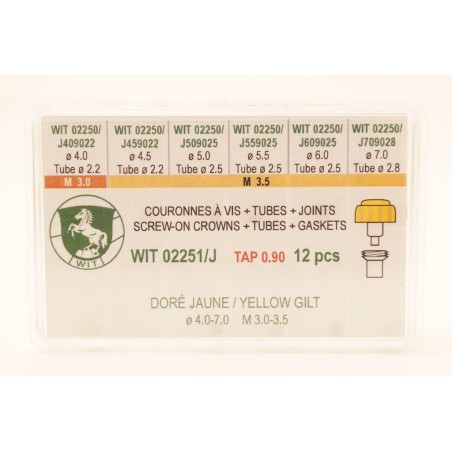 WIT 02250/ WIT 02250/ WIT 02250/ WIT 02250/ WIT 02250/ WIT 02250/
J409022 J459022 J509025 J559025 J609025 J709028
ø 4.0 ø 4.5 ø 5.0 ø 5.5 ø 6.0 ø 7.0
Tube ø 2.2 Tube ø 2.2 Tube ø 2.5 Tube ø 2.5 Tube ø 2.5 Tube ø 2.8
M 3.0 M 3.5
COURONNES À VIS + TUBES + JOINTS
SCREW-ON CROWNS + TUBES + GASKETS
WIT
WIT 02251/J TAP 0.90 12 pcs
DORÉ JAUNE / YELLOW GILT
ø 4.0-7.0 M 3.0-3.5